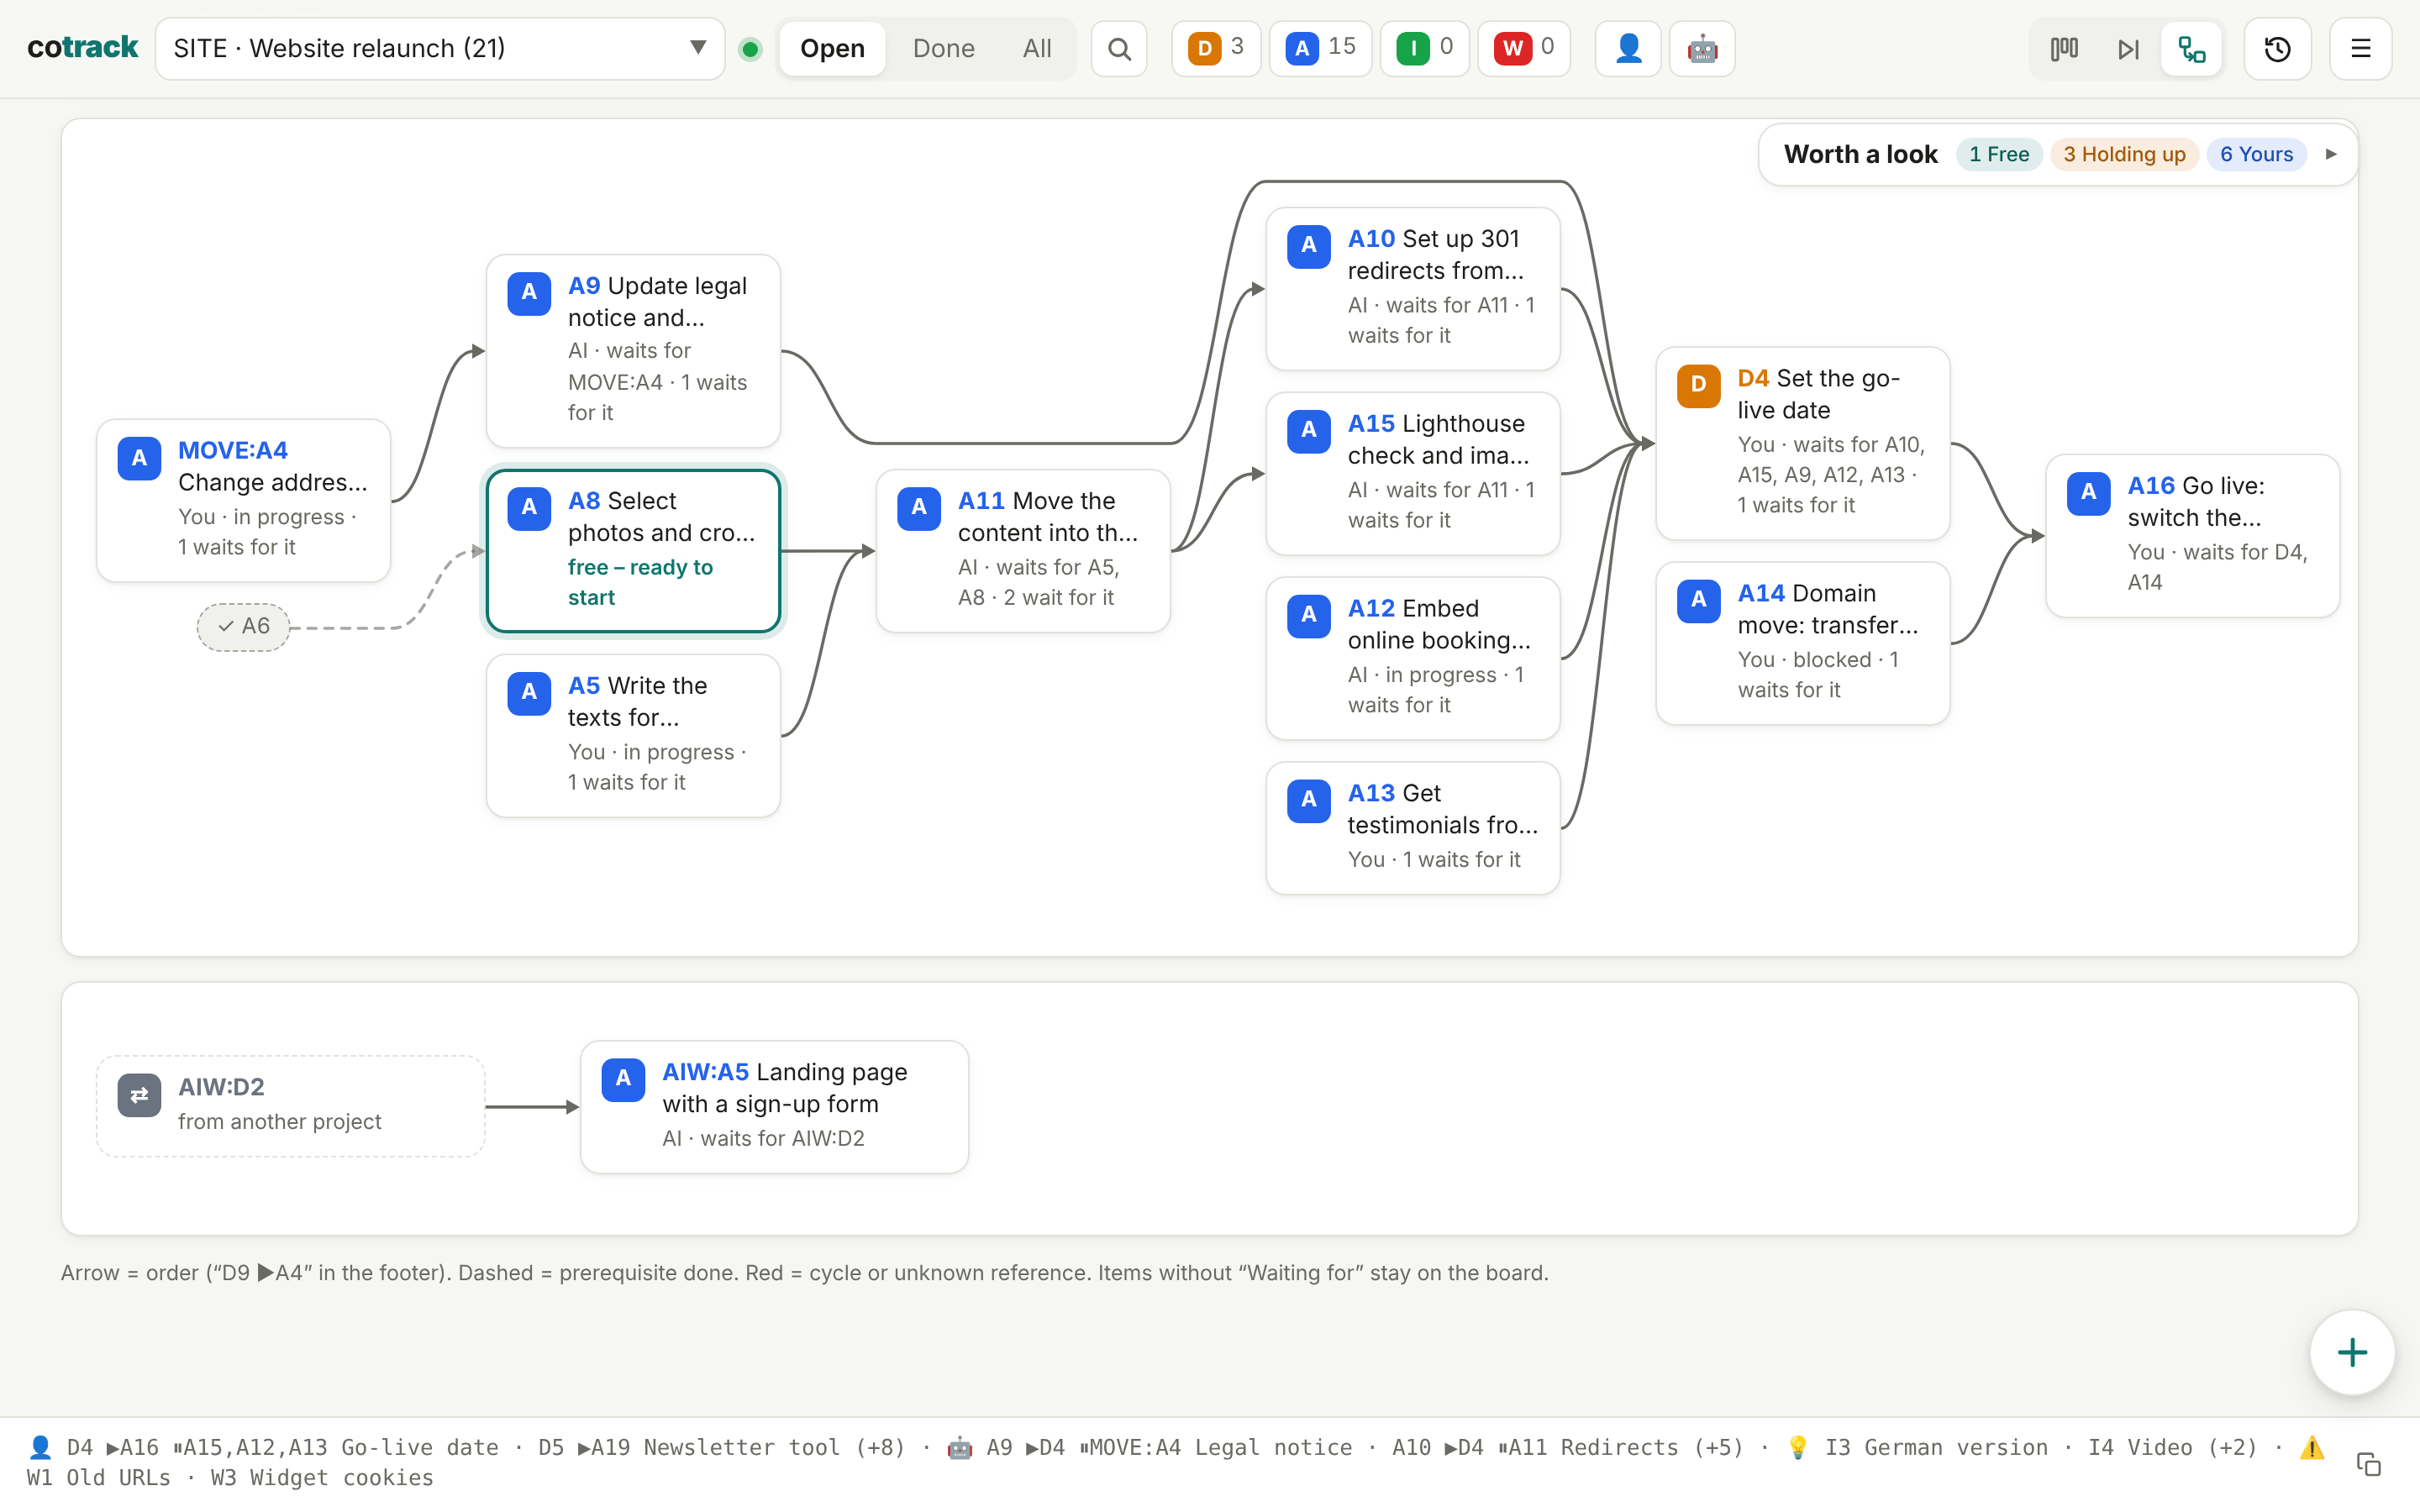 cotrack
SITE · Website relaunch (21)
Open
Done
All
D 3
A 15
I 0
W 0
Worth a look
1 Free
3 Holding up
6 Yours
A
MOVE:A4
Change addres...
You · in progress ·
1 waits for it
✓ A6
A
A9 Update legal
notice and...
AI · waits for
MOVE:A4 · 1 waits
for it
A
A8 Select
photos and cro...
free – ready to
start
A
A5 Write the
texts for...
You · in progress ·
1 waits for it
A
A11 Move the
content into th...
AI · waits for A5,
A8 · 2 wait for it
A
A10 Set up 301
redirects from...
AI · waits for A11 · 1
waits for it
A
A15 Lighthouse
check and ima...
AI · waits for A11 · 1
waits for it
A
A12 Embed
online booking...
AI · in progress · 1
waits for it
A
A13 Get
testimonials fro...
You · 1 waits for it
D
D4 Set the go-
live date
You · waits for A10,
A15, A9, A12, A13 ·
1 waits for it
A
A14 Domain
move: transfer...
You · blocked · 1
waits for it
A
A16 Go live:
switch the...
You · waits for D4,
A14
⇄
AIW:D2
from another project
A
AIW:A5 Landing page
with a sign-up form
AI · waits for AIW:D2
Arrow = order (“D9 ▶A4” in the footer). Dashed = prerequisite done. Red = cycle or unknown reference. Items without “Waiting for” stay on the board.
👤 D4 ▶A16 ⏸A15,A12,A13 Go-live date · D5 ▶A19 Newsletter tool (+8) · 🤖 A9 ▶D4 ⏸MOVE:A4 Legal notice · A10 ▶D4 ⏸A11 Redirects (+5) · 💡 I3 German version · I4 Video (+2) · ⚠️
W1 Old URLs · W3 Widget cookies